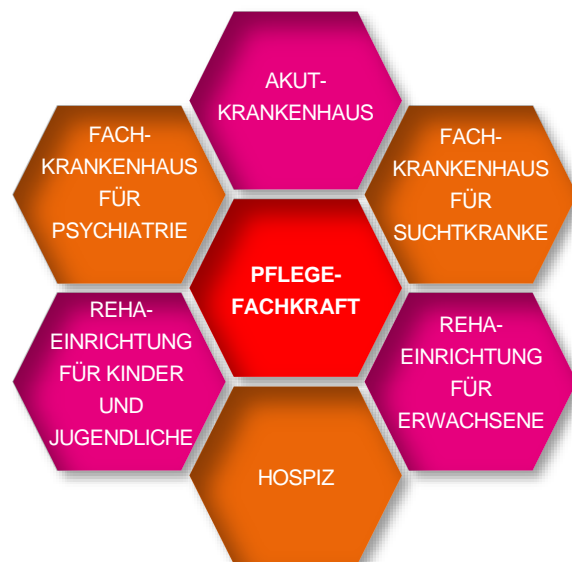 AKUT-
KRANKENHAUS
FACH-
KRANKENHAUS
FÜR
PSYCHIATRIE
FACH-
KRANKENHAUS
FÜR
SUCHTKRANKE
PFLEGE-
FACHKRAFT
REHA-
EINRICHTUNG
FÜR KINDER
UND
JUGENDLICHE
REHA-
EINRICHTUNG
FÜR
ERWACHSENE
HOSPIZ